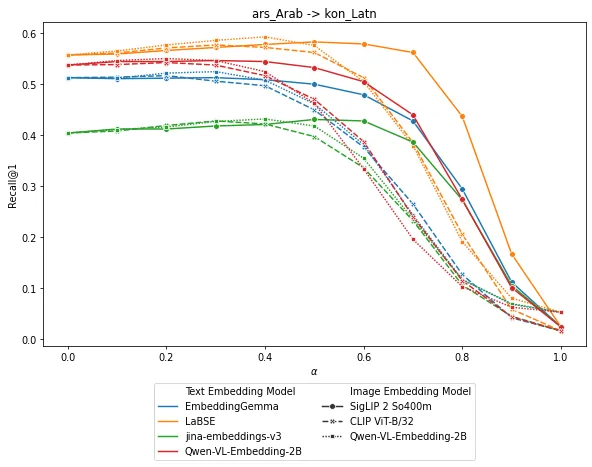 ars_Arab -> kon_Latn
Recall@1
0.6
0.5
0.4
0.3
0.2
0.1
0.0
0.0 0.2 0.4 0.6 0.8 1.0
α
Text Embedding Model Image Embedding Model
EmbeddingGemma SigLIP 2 So400m
LaBSE CLIP ViT-B/32
jina-embeddings-v3 Qwen-VL-Embedding-2B
Qwen-VL-Embedding-2B